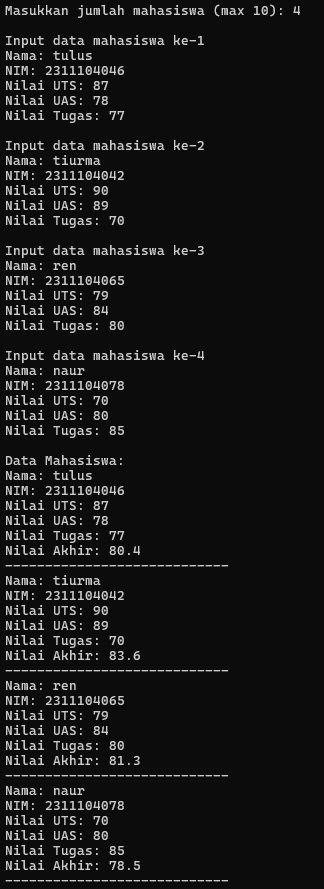 Masukkan jumlah mahasiswa (max 10): 4
Input data mahasiswa ke-1
Nama: tulus
NIM: 2311104046
Nilai UTS: 87
Nilai UAS: 78
Nilai Tugas: 77
Input data mahasiswa ke-2
Nama: tiurma
NIM: 2311104042
Nilai UTS: 90
Nilai UAS: 89
Nilai Tugas: 70
Input data mahasiswa ke-3
Nama: ren
NIM: 2311104065
Nilai UTS: 79
Nilai UAS: 84
Nilai Tugas: 80
Input data mahasiswa ke-4
Nama: naur
NIM: 2311104078
Nilai UTS: 70
Nilai UAS: 80
Nilai Tugas: 85
Data Mahasiswa:
Nama: tulus
NIM: 2311104046
Nilai UTS: 87
Nilai UAS: 78
Nilai Tugas: 77
Nilai Akhir: 80.4
----------------------------
Nama: tiurma
NIM: 2311104042
Nilai UTS: 90
Nilai UAS: 89
Nilai Tugas: 70
Nilai Akhir: 83.6
----------------------------
Nama: ren
NIM: 2311104065
Nilai UTS: 79
Nilai UAS: 84
Nilai Tugas: 80
Nilai Akhir: 81.3
----------------------------
Nama: naur
NIM: 2311104078
Nilai UTS: 70
Nilai UAS: 80
Nilai Tugas: 85
Nilai Akhir: 78.5
----------------------------